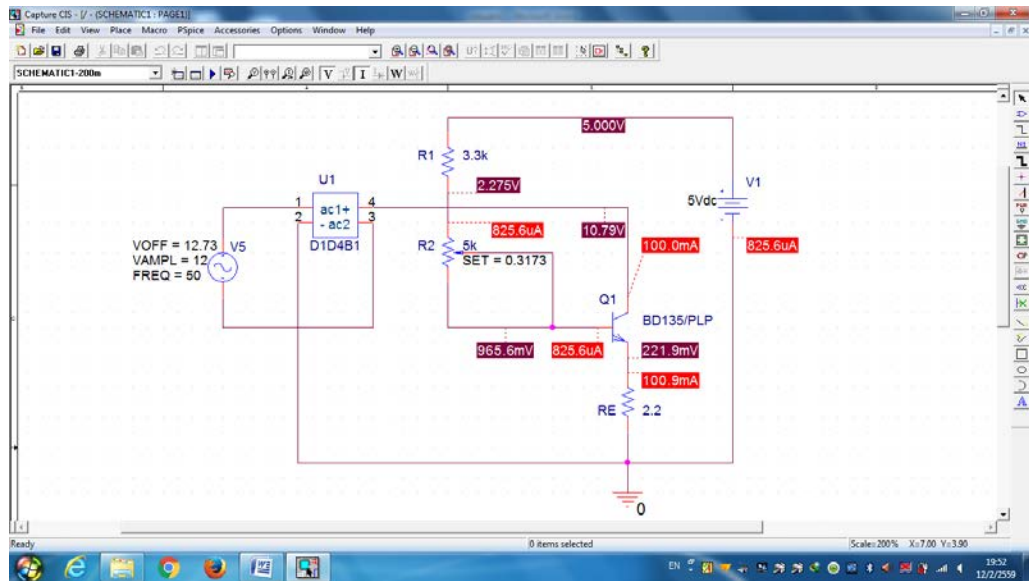 Capture CIS - [/ - (SCHEMATIC1 : PAGE1)]
File Edit View Place Macro PSpice Accessories Options Window Help
SCHEMATIC1-200m
V I W
5.000V
R1 3.3k
2.275V
U1
1 4
ac1+
2 3
- ac2
D1D4B1
V1
5Vdc
825.6uA
10.79V
100.0mA
825.6uA
VOFF = 12.73 V5
VAMPL = 12
FREQ = 50
R2 5k
SET = 0.3173
Q1
BD135/PLP
965.6mV
825.6uA
221.9mV
100.9mA
RE 2.2
0
Ready
0 items selected
Scale=200% X=7.00 Y=3.90
EN
19:52
12/2/2559